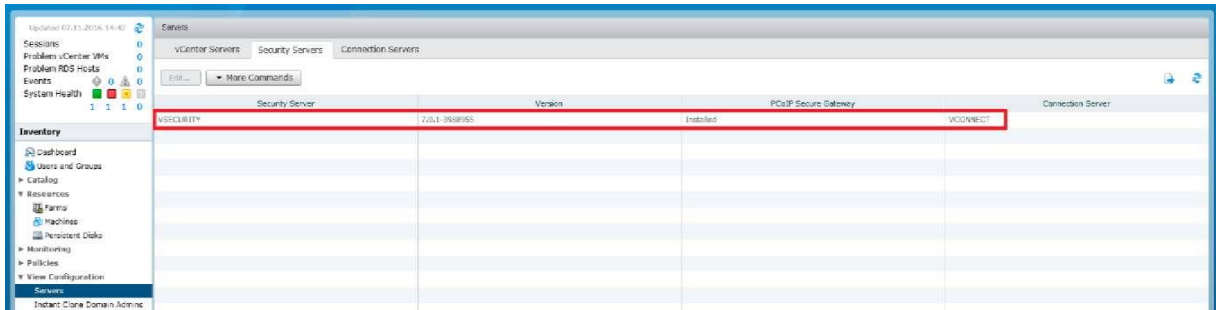 Updated 07.11.2016 14:42
Sessions 0
Problem vCenter VMs 0
Problem RDS Hosts 0
Events 0 0
System Health
1 1 1 0
Inventory
Dashboard
Users and Groups
Catalog
Resources
Farms
Machines
Persistent Disks
Monitoring
Policies
View Configuration
Servers
Instant Clone Domain Admins
Servers
vCenter Servers Security Servers Connection Servers
Edit... More Commands
Security Server Version PCoIP Secure Gateway Connection Server
VSECURITY 7.0.1-3988955 Installed VCONNECT